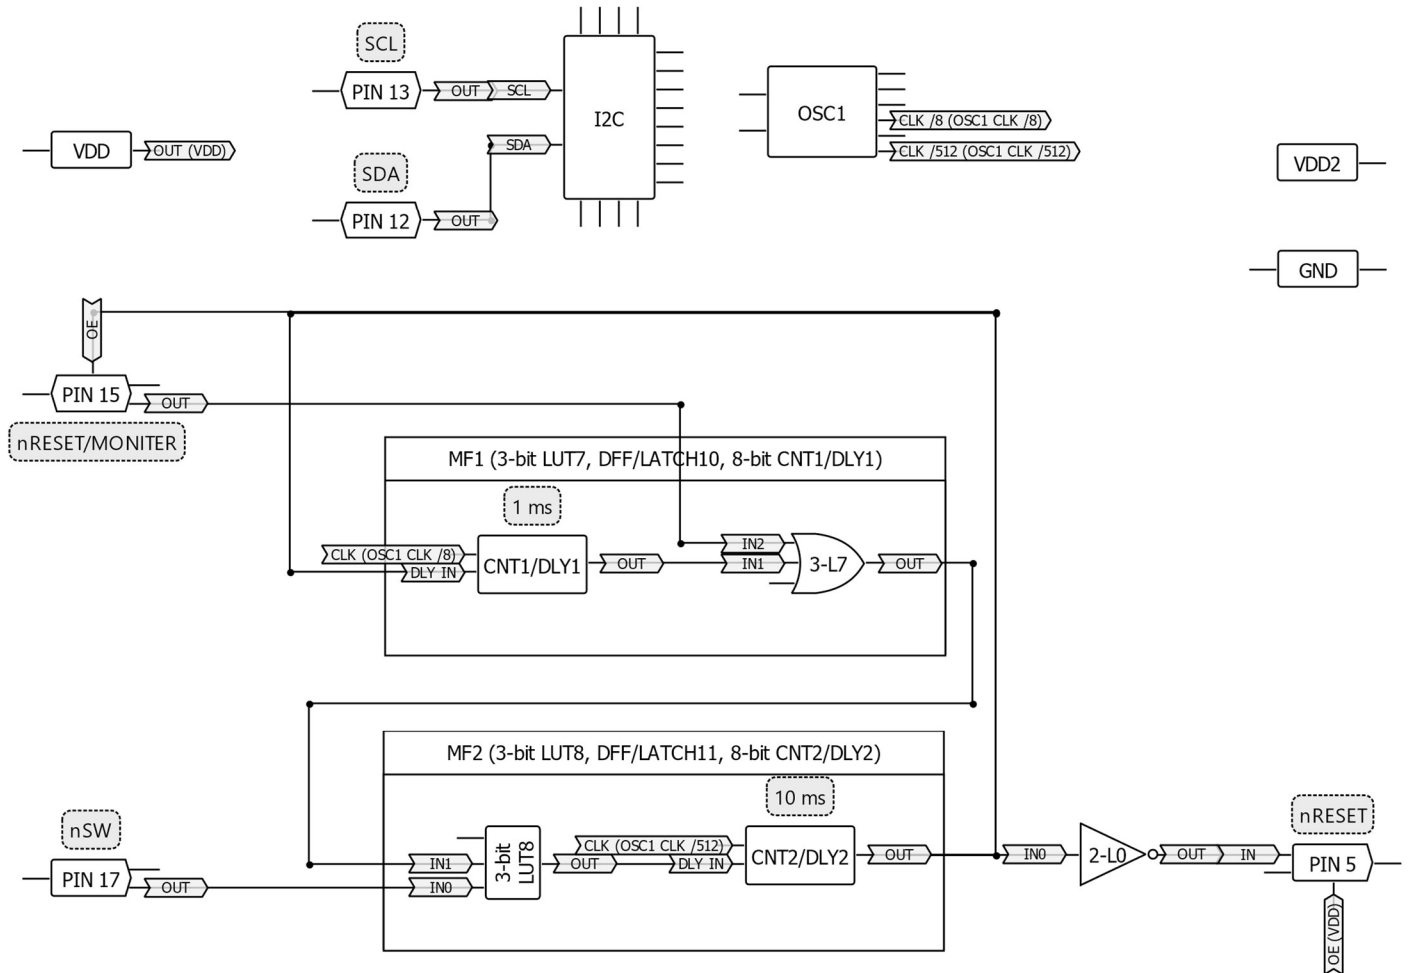 SCL
PIN 13
OUT
SCL
I2C
OSC1
CLK /8 (OSC1 CLK /8)
CLK /512 (OSC1 CLK /512)
VDD
OUT (VDD)
SDA
SDA
PIN 12
OUT
VDD2
GND
OE
PIN 15
OUT
nRESET/MONITER
MF1 (3-bit LUT7, DFF/LATCH10, 8-bit CNT1/DLY1)
1 ms
CLK (OSC1 CLK /8)
DLY IN
CNT1/DLY1
OUT
IN2
IN1
3-L7
OUT
MF2 (3-bit LUT8, DFF/LATCH11, 8-bit CNT2/DLY2)
10 ms
nSW
PIN 17
OUT
IN1
IN0
3-bit
LUT8
CLK (OSC1 CLK /512)
OUT
DLY IN
CNT2/DLY2
OUT
IN0
2-L0
OUT
IN
nRESET
PIN 5
OE (VDD)